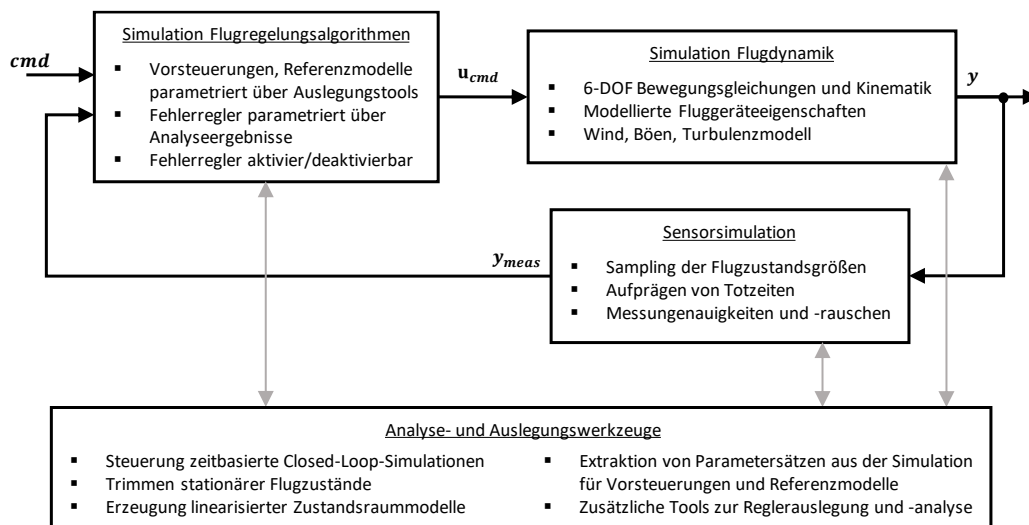 cmd
Simulation Flugregelungsalgorithmen
▪ Vorsteuerungen, Referenzmodelle
parametriert über Auslegungstools
▪ Fehlerregler parametriert über
Analyseergebnisse
▪ Fehlerregler aktivier/deaktivierbar
u_cmd
Simulation Flugdynamik
▪ 6-DOF Bewegungsgleichungen und Kinematik
▪ Modellierte Fluggeräteeigenschaften
▪ Wind, Böen, Turbulenzmodell
y
y_meas
Sensorsimulation
▪ Sampling der Flugzustandsgrößen
▪ Aufprägen von Totzeiten
▪ Messungenauigkeiten und -rauschen
Analyse- und Auslegungswerkzeuge
▪ Steuerung zeitbasierte Closed-Loop-Simulationen
▪ Trimmen stationärer Flugzustände
▪ Erzeugung linearisierter Zustandsraummodelle
▪ Extraktion von Parametersätzen aus der Simulation
für Vorsteuerungen und Referenzmodelle
▪ Zusätzliche Tools zur Reglerauslegung und -analyse